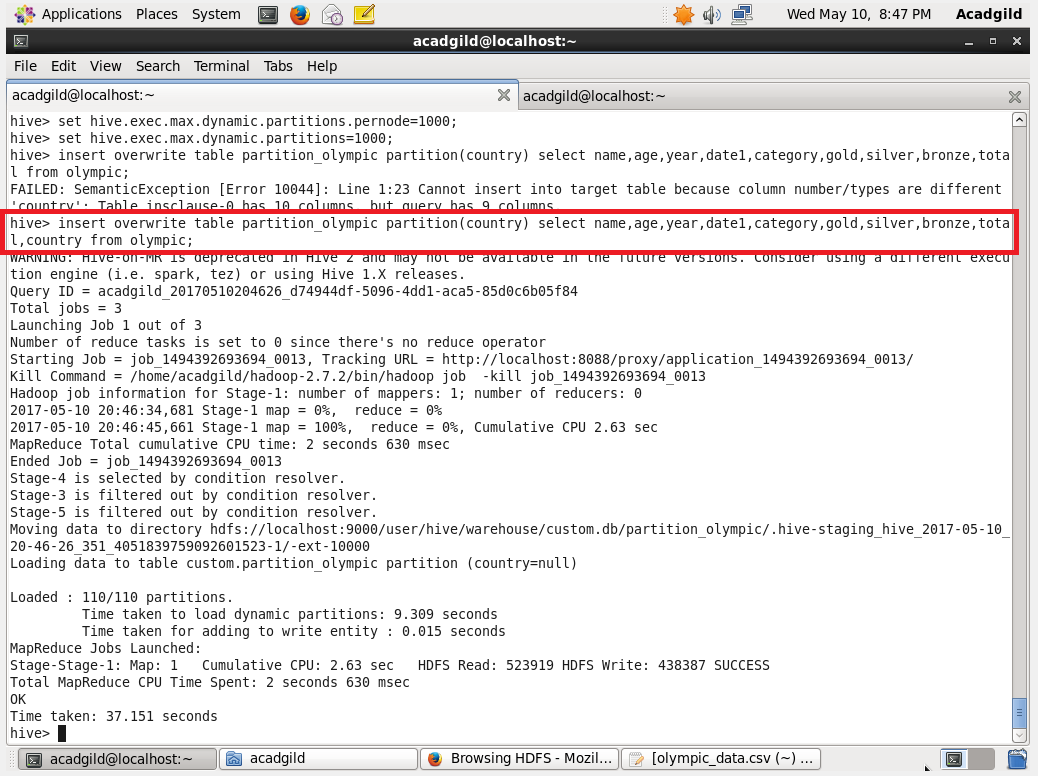 Applications Places System Wed May 10, 8:47 PM Acadgild
acadgild@localhost:~
File Edit View Search Terminal Tabs Help
acadgild@localhost:~ acadgild@localhost:~
hive> set hive.exec.max.dynamic.partitions.pernode=1000;
hive> set hive.exec.max.dynamic.partitions=1000;
hive> insert overwrite table partition_olympic partition(country) select name,age,year,date1,category,gold,silver,bronze,tota
l from olympic;
FAILED: SemanticException [Error 10044]: Line 1:23 Cannot insert into target table because column number/types are different
'country': Table insclause-0 has 10 columns, but query has 9 columns.
hive> insert overwrite table partition_olympic partition(country) select name,age,year,date1,category,gold,silver,bronze,tota
l,country from olympic;
WARNING: Hive-on-MR is deprecated in Hive 2 and may not be available in the future versions. Consider using a different execu
tion engine (i.e. spark, tez) or using Hive 1.X releases.
Query ID = acadgild_20170510204626_d74944df-5096-4dd1-aca5-85d0c6b05f84
Total jobs = 3
Launching Job 1 out of 3
Number of reduce tasks is set to 0 since there's no reduce operator
Starting Job = job_1494392693694_0013, Tracking URL = http://localhost:8088/proxy/application_1494392693694_0013/
Kill Command = /home/acadgild/hadoop-2.7.2/bin/hadoop job  -kill job_1494392693694_0013
Hadoop job information for Stage-1: number of mappers: 1; number of reducers: 0
2017-05-10 20:46:34,681 Stage-1 map = 0%,  reduce = 0%
2017-05-10 20:46:45,661 Stage-1 map = 100%,  reduce = 0%, Cumulative CPU 2.63 sec
MapReduce Total cumulative CPU time: 2 seconds 630 msec
Ended Job = job_1494392693694_0013
Stage-4 is selected by condition resolver.
Stage-3 is filtered out by condition resolver.
Stage-5 is filtered out by condition resolver.
Moving data to directory hdfs://localhost:9000/user/hive/warehouse/custom.db/partition_olympic/.hive-staging_hive_2017-05-10_
20-46-26_351_4051839759092601523-1/-ext-10000
Loading data to table custom.partition_olympic partition (country=null)
Loaded : 110/110 partitions.
Time taken to load dynamic partitions: 9.309 seconds
Time taken for adding to write entity : 0.015 seconds
MapReduce Jobs Launched:
Stage-Stage-1: Map: 1   Cumulative CPU: 2.63 sec   HDFS Read: 523919 HDFS Write: 438387 SUCCESS
Total MapReduce CPU Time Spent: 2 seconds 630 msec
OK
Time taken: 37.151 seconds
hive>
acadgild@localhost:~ acadgild Browsing HDFS - Mozil... [olympic_data.csv (~) ...